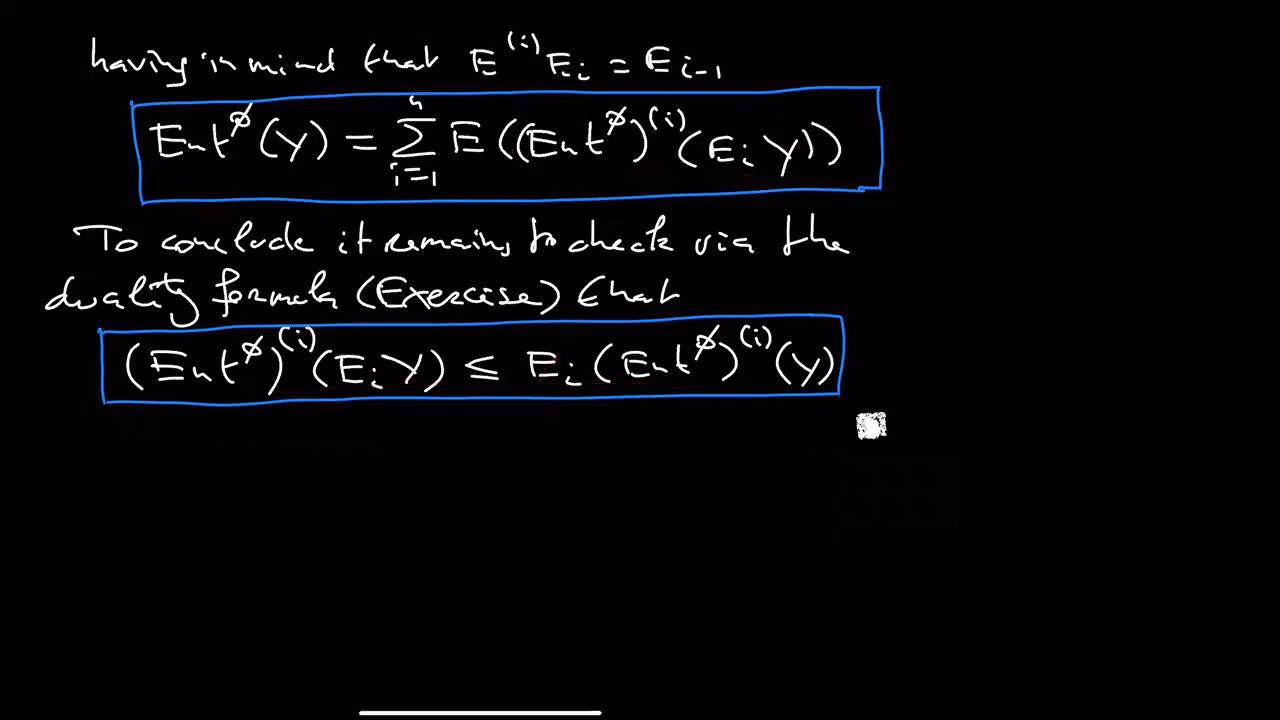 having in mind that E^(i) E_i = E_{i-1}
Ent^ø(Y) = ∑_{i=1}^n E((Ent^ø)^(i)(E_i Y))
To conclude it remains to check via the
duality formula (Exercise) that
(Ent^ø)^(i)(E_i Y) ≤ E_i (Ent^ø)^(i)(Y)